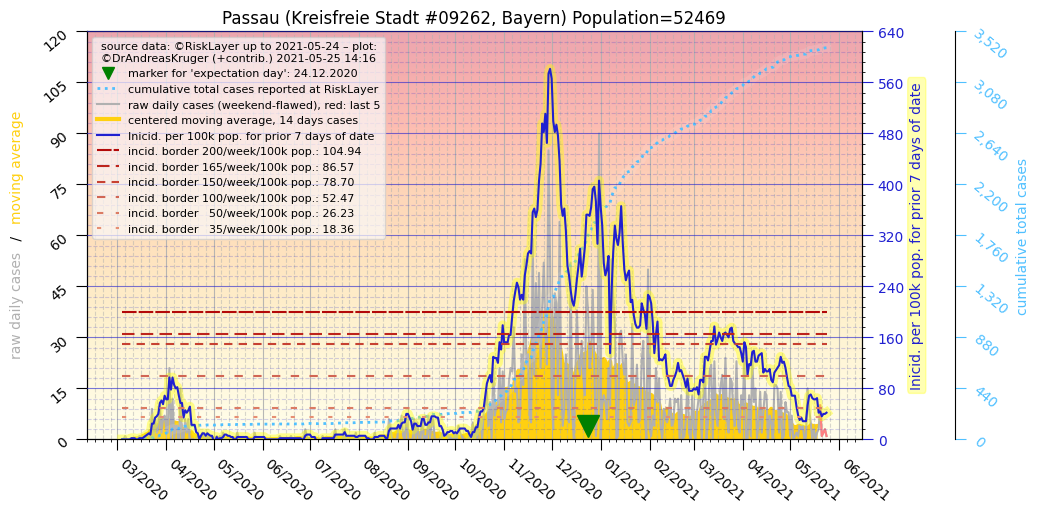 Passau (Kreisfreie Stadt #09262, Bayern) Population=52469
source data: ©RiskLayer up to 2021-05-24 – plot:
©DrAndreasKruger (+contrib.) 2021-05-25 14:16
marker for 'expectation day': 24.12.2020
cumulative total cases reported at RiskLayer
raw daily cases (weekend-flawed), red: last 5
centered moving average, 14 days cases
Inicid. per 100k pop. for prior 7 days of date
incid. border 200/week/100k pop.: 104.94
incid. border 165/week/100k pop.: 86.57
incid. border 150/week/100k pop.: 78.70
incid. border 100/week/100k pop.: 52.47
incid. border 50/week/100k pop.: 26.23
incid. border 35/week/100k pop.: 18.36
raw daily cases / moving average
120
105
90
75
60
45
30
15
0
03/2020
04/2020
05/2020
06/2020
07/2020
08/2020
09/2020
10/2020
11/2020
12/2020
01/2021
02/2021
03/2021
04/2021
05/2021
06/2021
640
560
480
400
320
240
160
80
0
Inicid. per 100k pop. for prior 7 days of date
3,520
3,080
2,640
2,200
1,760
1,320
880
440
0
cumulative total cases